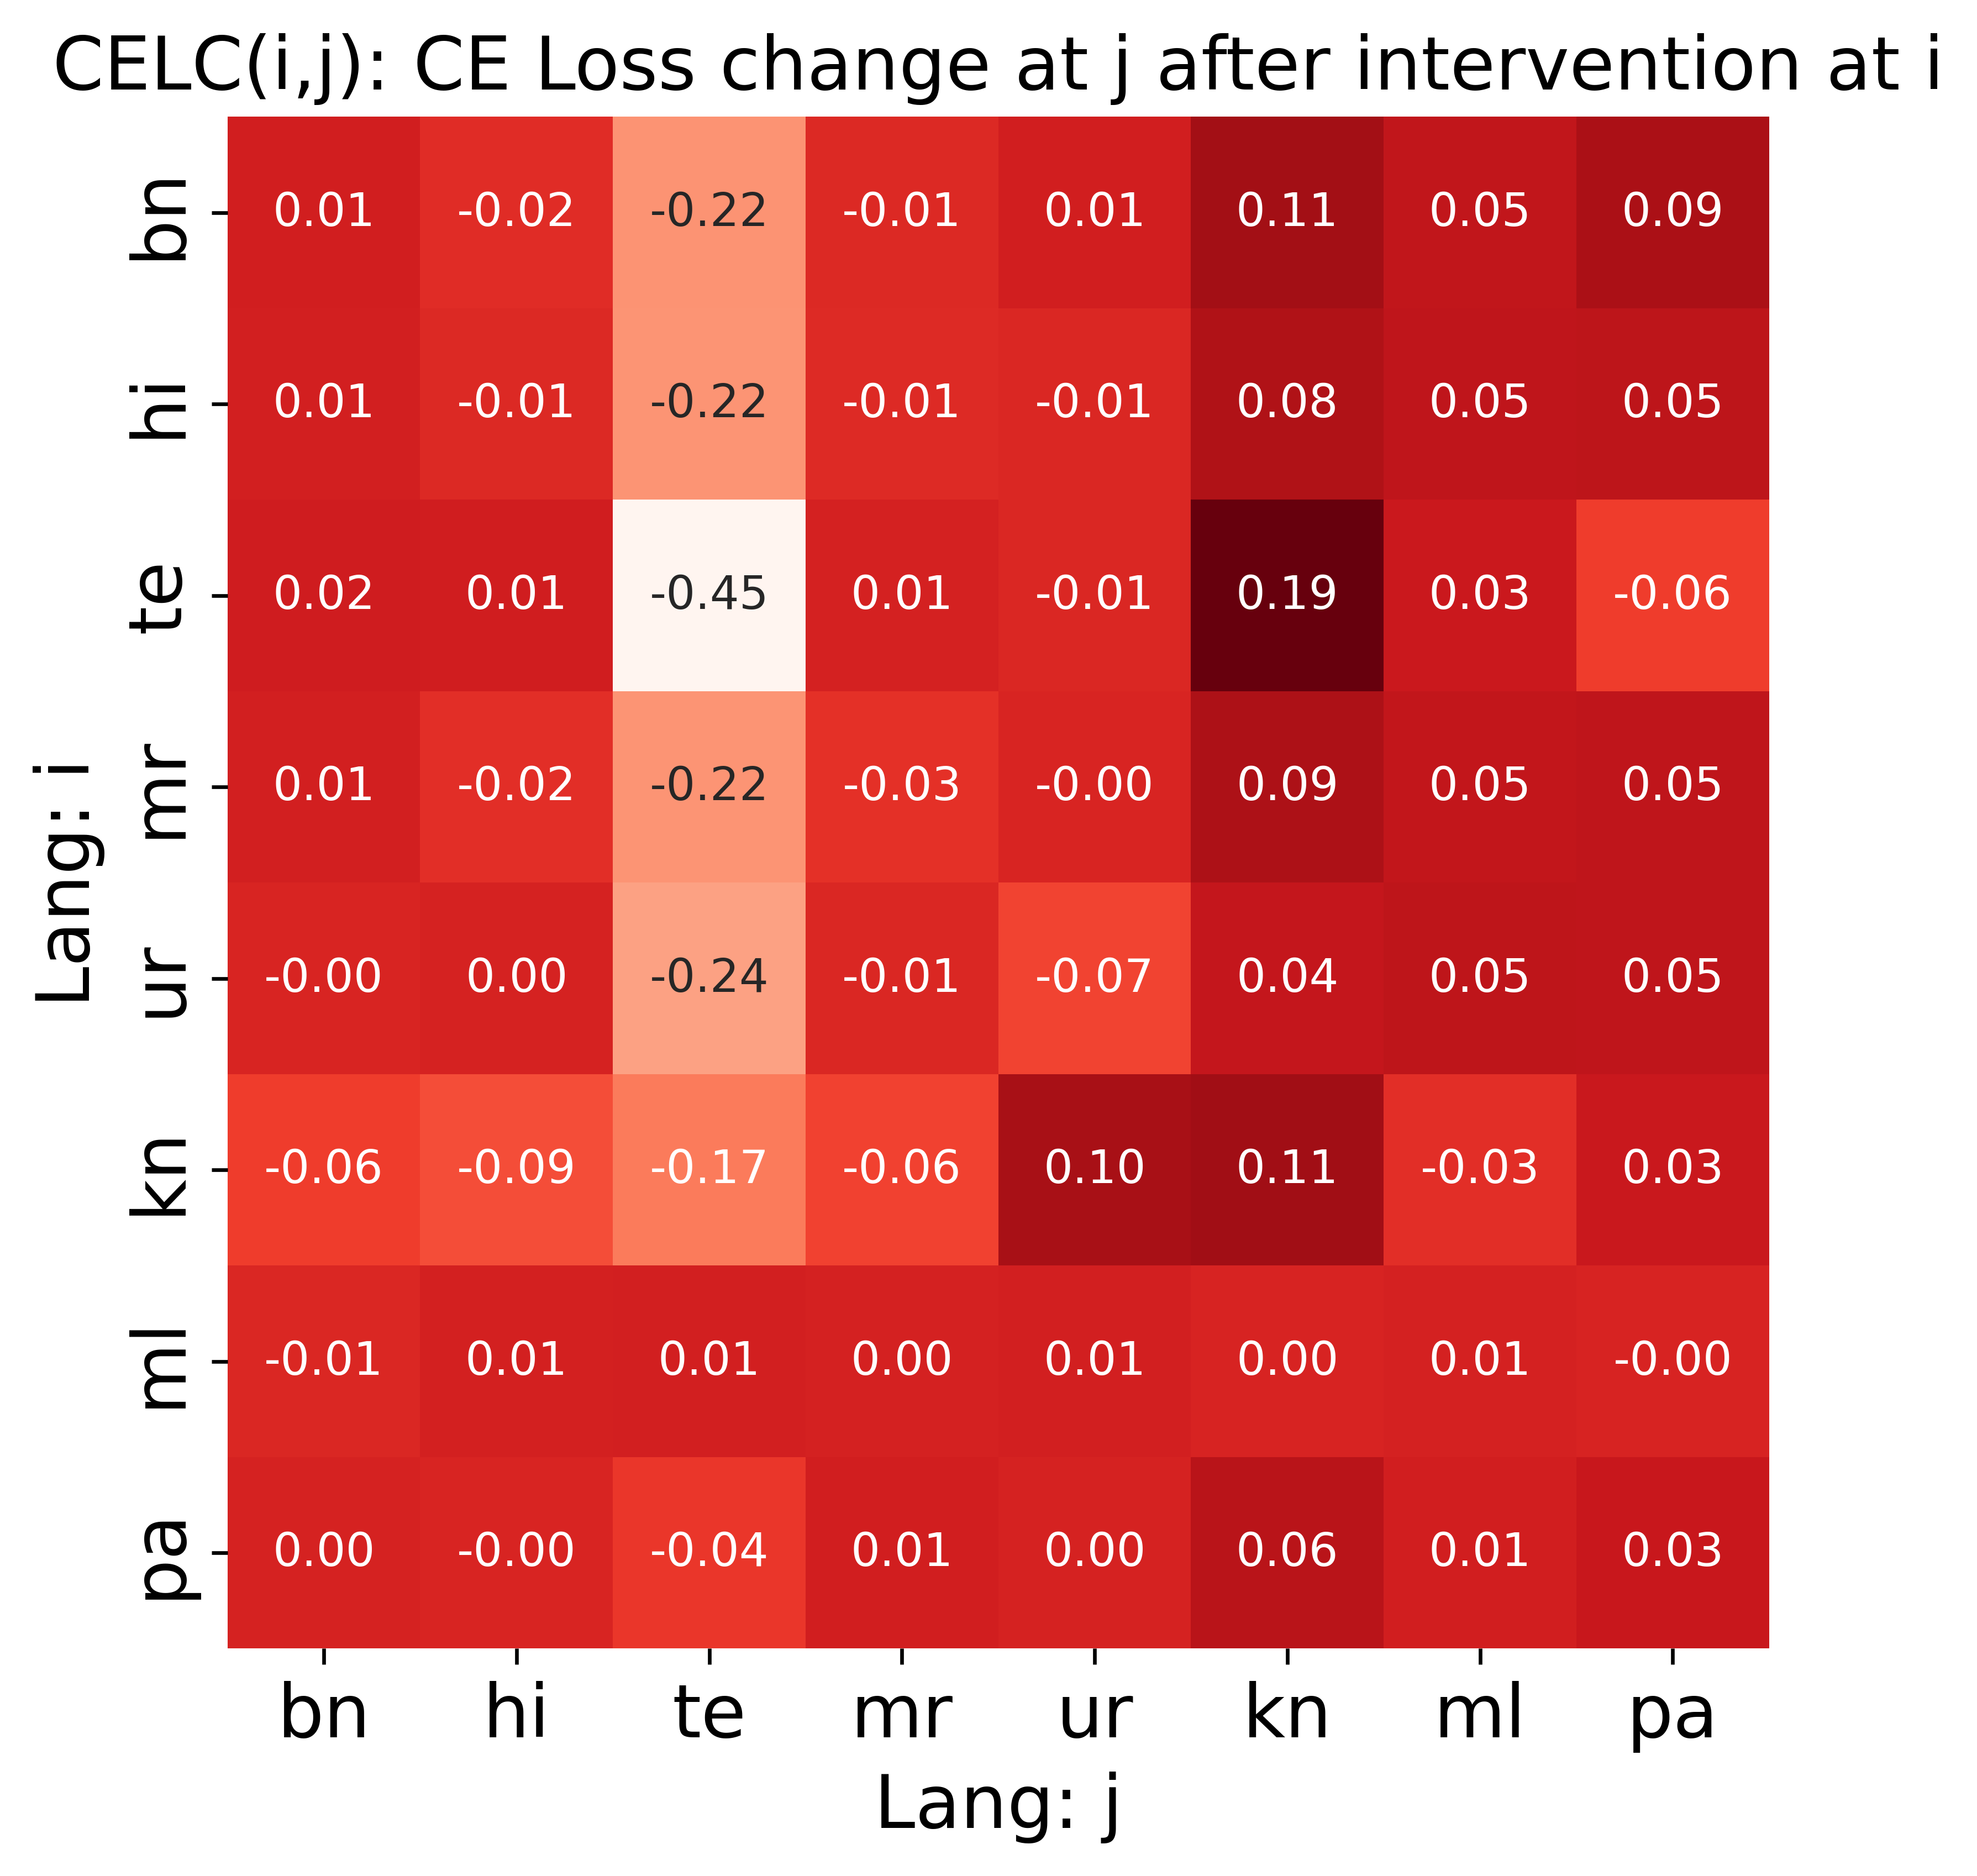 CELC(i,j): CE Loss change at j after intervention at i
Lang: i
bn 0.01 -0.02 -0.22 -0.01 0.01 0.11 0.05 0.09
hi 0.01 -0.01 -0.22 -0.01 -0.01 0.08 0.05 0.05
te 0.02 0.01 -0.45 0.01 -0.01 0.19 0.03 -0.06
mr 0.01 -0.02 -0.22 -0.03 -0.00 0.09 0.05 0.05
ur -0.00 0.00 -0.24 -0.01 -0.07 0.04 0.05 0.05
kn -0.06 -0.09 -0.17 -0.06 0.10 0.11 -0.03 0.03
ml -0.01 0.01 0.01 0.00 0.01 0.00 0.01 -0.00
pa 0.00 -0.00 -0.04 0.01 0.00 0.06 0.01 0.03
bn hi te mr ur kn ml pa
Lang: j